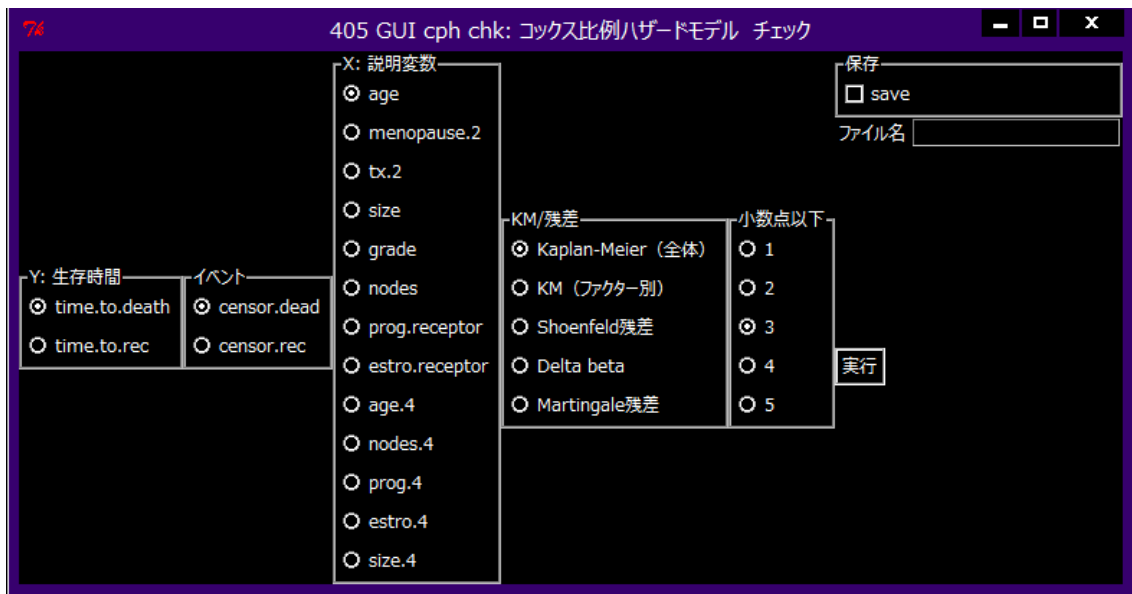 405 GUI cph chk: コックス比例ハザードモデル チェック
Y: 生存時間
time.to.death
time.to.rec
イベント
censor.dead
censor.rec
X: 説明変数
age
menopause.2
tx.2
size
grade
nodes
prog.receptor
estro.receptor
age.4
nodes.4
prog.4
estro.4
size.4
KM/残差
Kaplan-Meier（全体）
KM（ファクター別）
Shoenfeld残差
Delta beta
Martingale残差
小数点以下
1
2
3
4
5
保存
save
ファイル名
実行